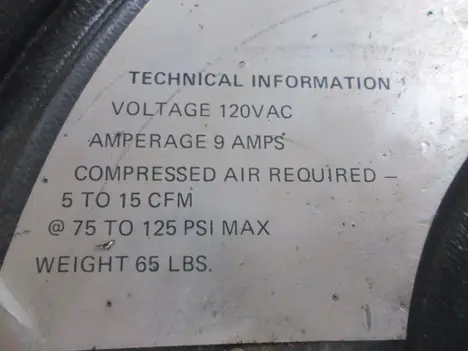 TECHNICAL INFORMATION
VOLTAGE 120VAC
AMPERAGE 9 AMPS
COMPRESSED AIR REQUIRED –
5 TO 15 CFM
@ 75 TO 125 PSI MAX
WEIGHT 65 LBS.